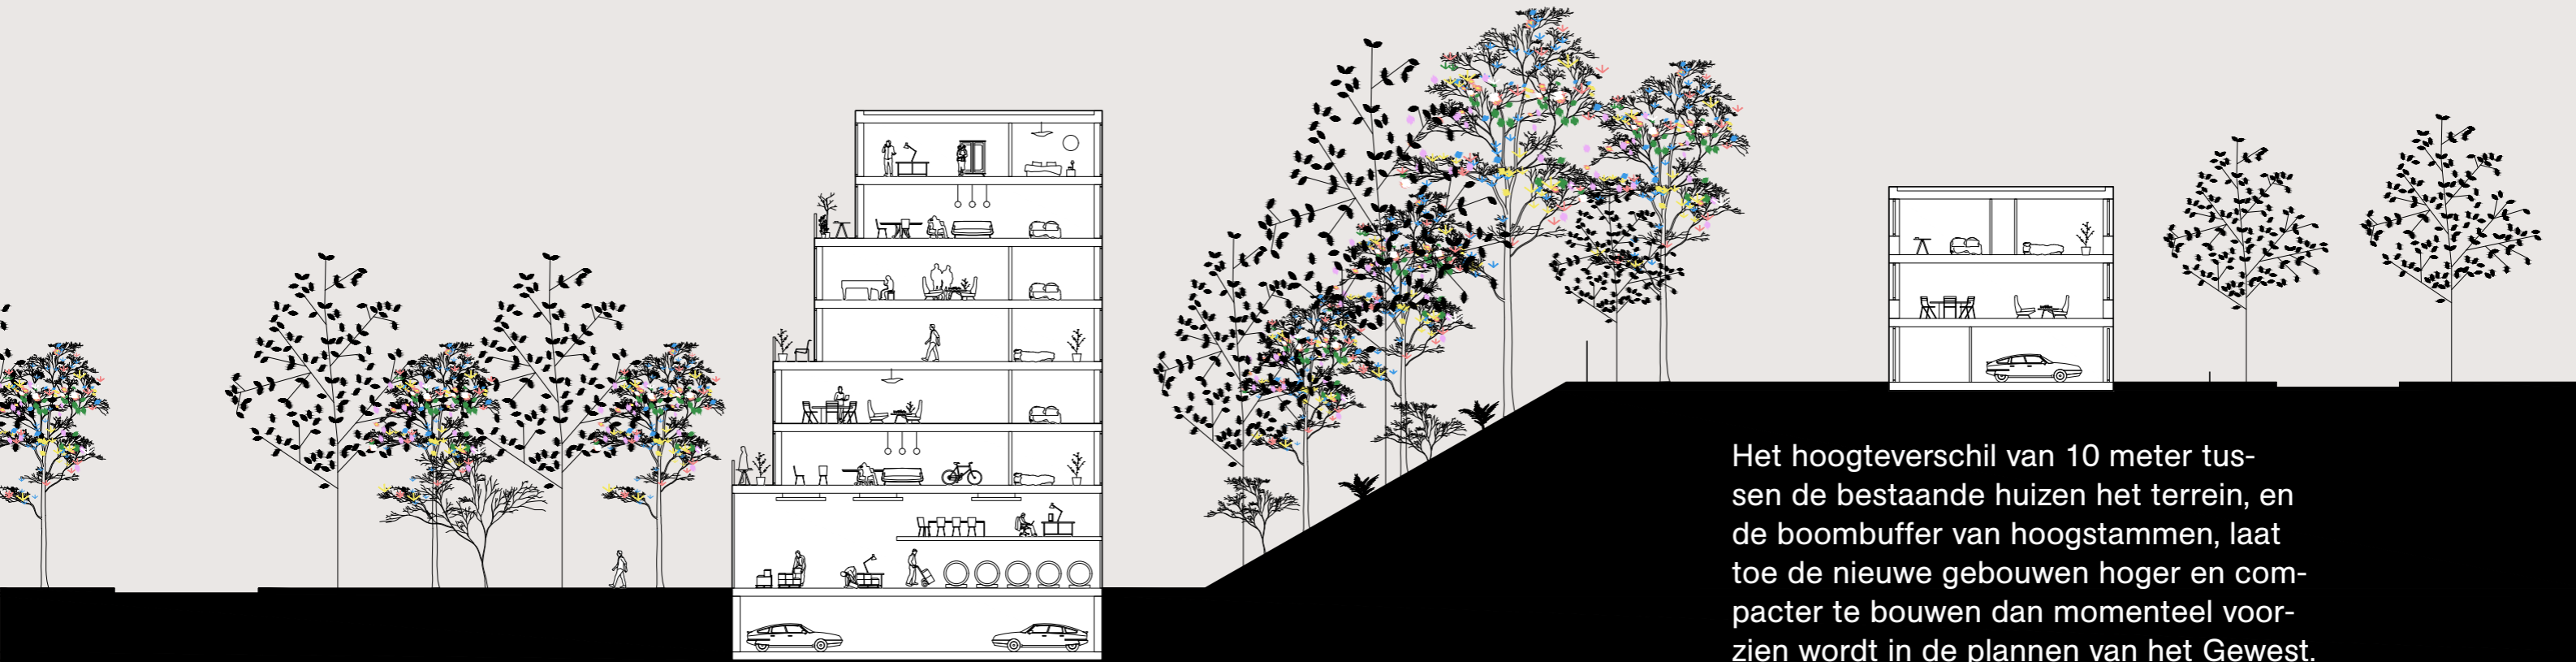 Het hoogteverschil van 10 meter tus-
sen de bestaande huizen het terrein, en
de boombuffer van hoogstammen, laat
toe de nieuwe gebouwen hoger en com-
pacter te bouwen dan momenteel voor-
zien wordt in de plannen van het Gewest.